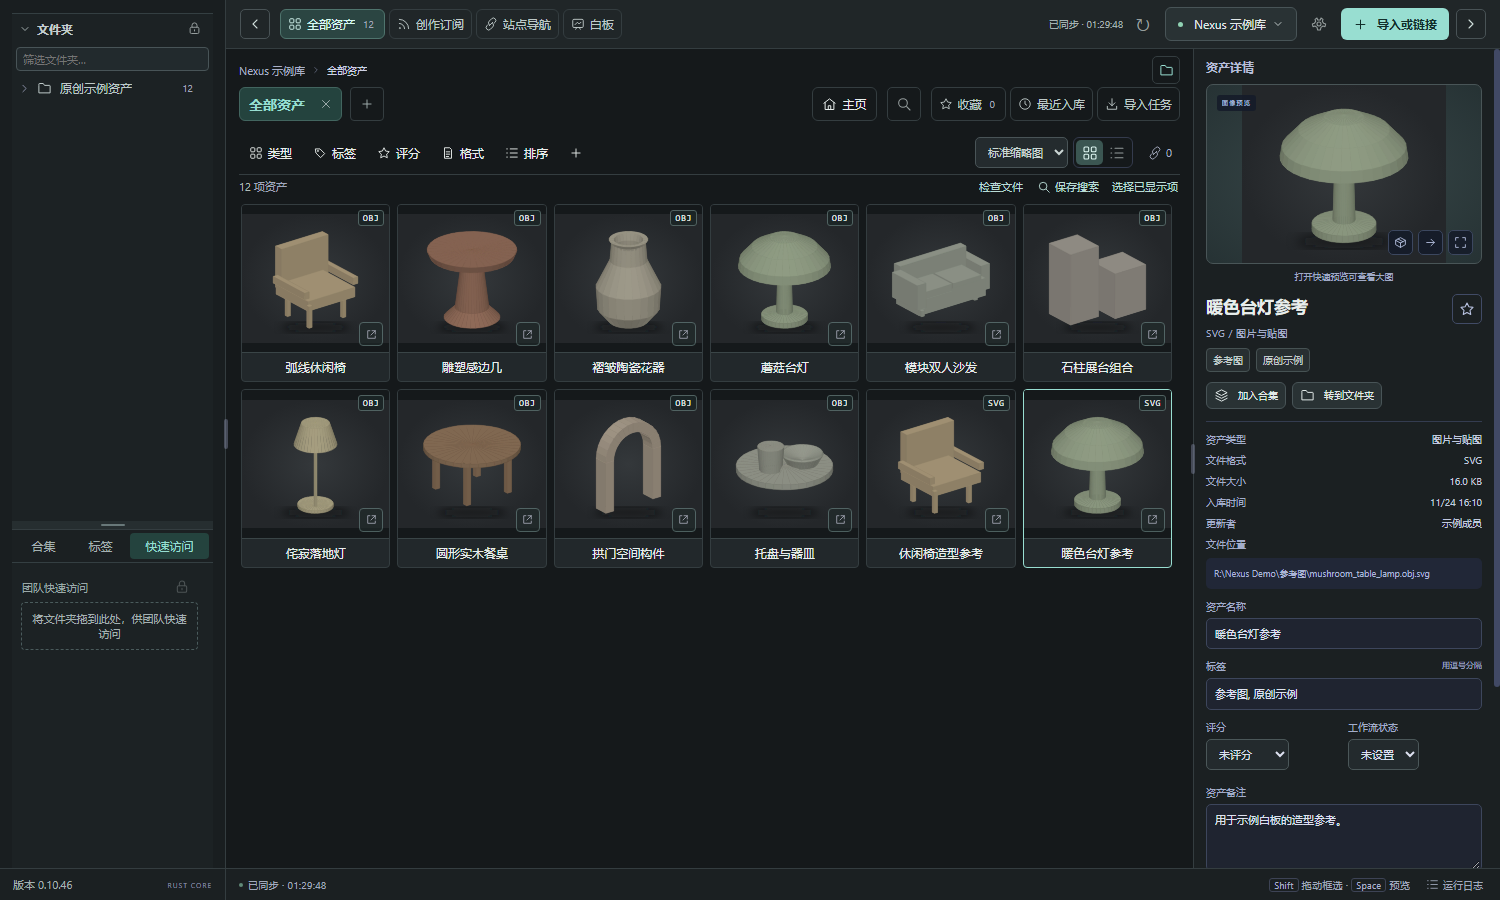 文件夹
筛选文件夹...
原创示例资产 12
合集 标签 快速访问
团队快速访问
将文件夹拖到此处，供团队快速访问
版本 0.10.46 RUST CORE
全部资产 12 创作订阅 站点导航 白板
已同步 · 01:29:48 Nexus 示例库 导入或链接
Nexus 示例库 全部资产
全部资产 主页 收藏 0 最近入库 导入任务
类型 标签 评分 格式 排序 标准缩略图 0
12 项资产 检查文件 保存搜索 选择已显示项
OBJ OBJ OBJ OBJ OBJ OBJ
弧线休闲椅 雕塑感边几 褶皱陶瓷花器 蘑菇台灯 模块双人沙发 石柱展台组合
OBJ OBJ OBJ OBJ SVG SVG
侘寂落地灯 圆形实木餐桌 拱门空间构件 托盘与器皿 休闲椅造型参考 暖色台灯参考
已同步 · 01:29:48 Shift 拖动框选 · Space 预览 运行日志
资产详情
图像预览
打开快速预览可查看大图
暖色台灯参考
SVG / 图片与贴图
参考图 原创示例
加入合集 转到文件夹
资产类型 图片与贴图
文件格式 SVG
文件大小 16.0 KB
入库时间 11/24 16:10
更新者 示例成员
文件位置
R:\Nexus Demo\参考图\mushroom_table_lamp.obj.svg
资产名称
暖色台灯参考
标签 用逗号分隔
参考图, 原创示例
评分 工作流状态
未评分 未设置
资产备注
用于示例白板的造型参考。